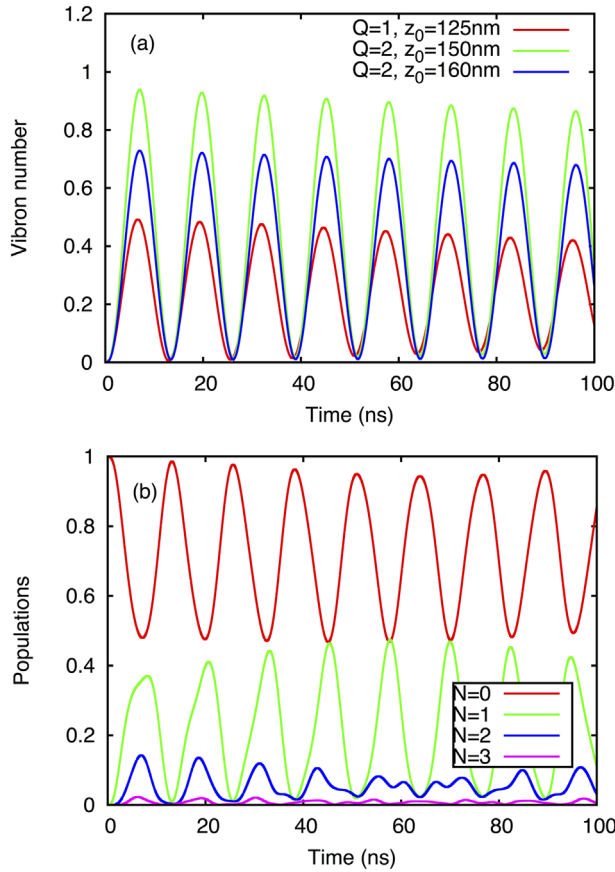 (a)
Q=1, z0=125nm
Q=2, z0=150nm
Q=2, z0=160nm
Vibron number
1.2
1
0.8
0.6
0.4
0.2
0
0 20 40 60 80 100
Time (ns)
(b)
Populations
1
0.8
0.6
0.4
0.2
0
N=0
N=1
N=2
N=3
0 20 40 60 80 100
Time (ns)